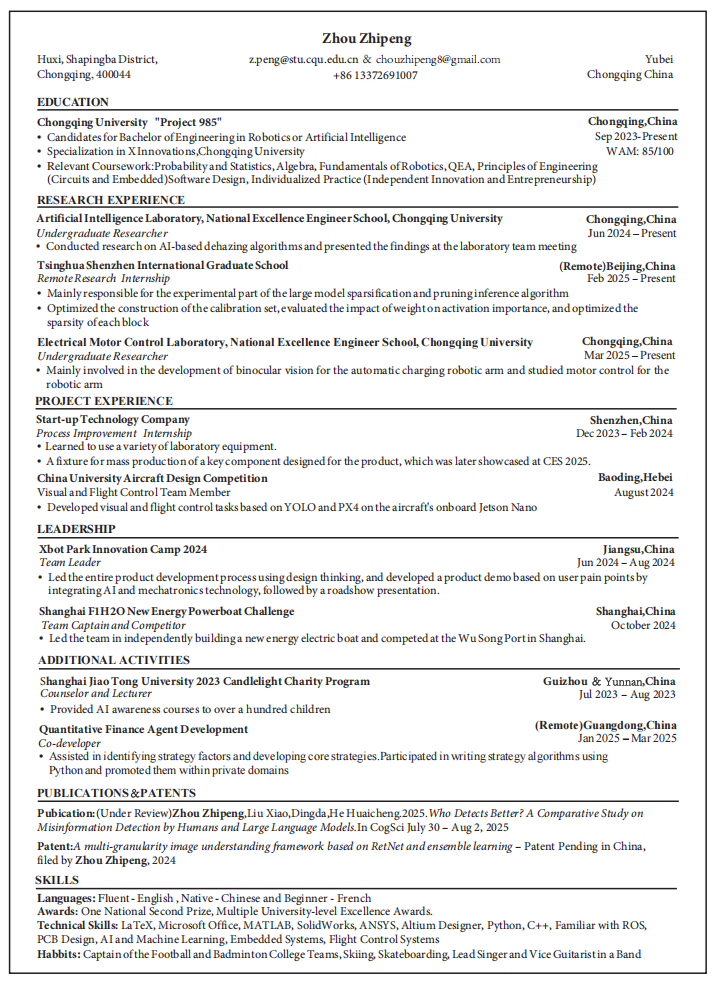 Zhou Zhipeng
Huxi, Shapingba District, z.peng@stu.cqu.edu.cn & chouzhipeng8@gmail.com Yubei
Chongqing, 400044 +86 13372691007 Chongqing China
EDUCATION
Chongqing University "Project 985" Chongqing,China
• Candidates for Bachelor of Engineering in Robotics or Artificial Intelligence Sep 2023-Present
• Specialization in X Innovations,Chongqing University WAM: 85/100
• Relevant Coursework:Probability and Statistics, Algebra, Fundamentals of Robotics, QEA, Principles of Engineering
(Circuits and Embedded)Software Design, Individualized Practice (Independent Innovation and Entrepreneurship)
RESEARCH EXPERIENCE
Artificial Intelligence Laboratory, National Excellence Engineer School, Chongqing University Chongqing,China
Undergraduate Researcher Jun 2024 – Present
• Conducted research on AI-based dehazing algorithms and presented the findings at the laboratory team meeting
Tsinghua Shenzhen International Graduate School (Remote)Beijing,China
Remote Research Internship Feb 2025 – Present
• Mainly responsible for the experimental part of the large model sparsification and pruning inference algorithm
• Optimized the construction of the calibration set, evaluated the impact of weight on activation importance, and optimized the
sparsity of each block
Electrical Motor Control Laboratory, National Excellence Engineer School, Chongqing University Chongqing,China
Undergraduate Researcher Mar 2025 – Present
• Mainly involved in the development of binocular vision for the automatic charging robotic arm and studied motor control for the
robotic arm
PROJECT EXPERIENCE
Start-up Technology Company Shenzhen,China
Process Improvement Internship Dec 2023 – Feb 2024
• Learned to use a variety of laboratory equipment.
• A fixture for mass production of a key component designed for the product, which was later showcased at CES 2025.
China University Aircraft Design Competition Baoding,Hebei
Visual and Flight Control Team Member August 2024
• Developed visual and flight control tasks based on YOLO and PX4 on the aircraft's onboard Jetson Nano
LEADERSHIP
Xbot Park Innovation Camp 2024 Jiangsu,China
Team Leader Jun 2024 – Aug 2024
• Led the entire product development process using design thinking, and developed a product demo based on user pain points by
integrating AI and mechatronics technology, followed by a roadshow presentation.
Shanghai F1H2O New Energy Powerboat Challenge Shanghai,China
Team Captain and Competitor October 2024
• Led the team in independently building a new energy electric boat and competed at the Wu Song Port in Shanghai.
ADDITIONAL ACTIVITIES
Shanghai Jiao Tong University 2023 Candlelight Charity Program Guizhou & Yunnan,China
Counselor and Lecturer Jul 2023 – Aug 2023
• Provided AI awareness courses to over a hundred children
Quantitative Finance Agent Development (Remote)Guangdong,China
Co-developer Jan 2025 – Mar 2025
• Assisted in identifying strategy factors and developing core strategies.Participated in writing strategy algorithms using
Python and promoted them within private domains
PUBLICATIONS&PATENTS
Pubication:(Under Review)Zhou Zhipeng,Liu Xiao,Dingda,He Huaicheng.2025.Who Detects Better? A Comparative Study on
Misinformation Detection by Humans and Large Language Models.In CogSci July 30 – Aug 2, 2025
Patent:A multi-granularity image understanding framework based on RetNet and ensemble learning – Patent Pending in China,
filed by Zhou Zhipeng, 2024
SKILLS
Languages: Fluent - English , Native - Chinese and Beginner - French
Awards: One National Second Prize, Multiple University-level Excellence Awards.
Technical Skills: LaTeX, Microsoft Office, MATLAB, SolidWorks, ANSYS, Altium Designer, Python, C++, Familiar with ROS,
PCB Design, AI and Machine Learning, Embedded Systems, Flight Control Systems
Habbits: Captain of the Football and Badminton College Teams, Skiing, Skateboarding, Lead Singer and Vice Guitarist in a Band